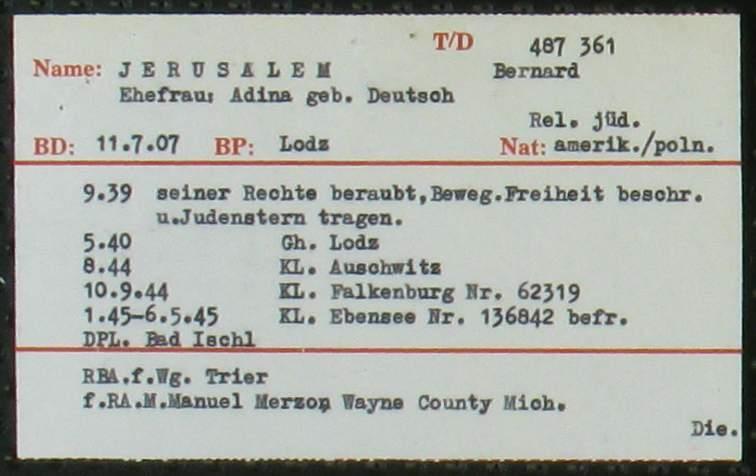 T/D 487 361
Name: JERUSALEM Bernard
Ehefrau: Adina geb. Deutsch
Rel. jüd.
BD: 11.7.07 BP: Lodz Nat: amerik./poln.
9.39 seiner Rechte beraubt,Beweg.Freiheit beschr.
u.Judenstern tragen.
5.40 Gh. Lodz
8.44 KL. Auschwitz
10.9.44 KL. Falkenburg Nr. 62319
1.45-6.5.45 KL. Ebensee Nr. 136842 befr.
DPL. Bad Ischl
RBA.f.Wg. Trier
f.RA.M.Manuel Merzon Wayne County Mich.
Die.